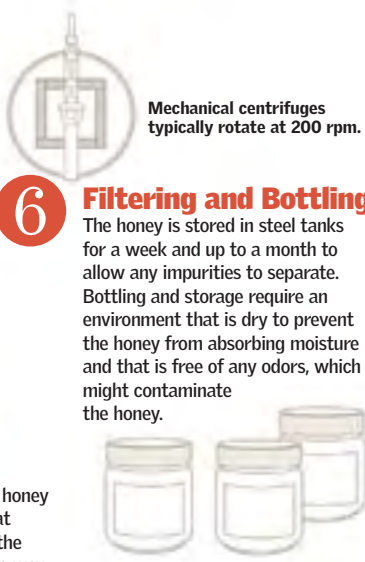 Mechanical centrifuges
typically rotate at 200 rpm.
6
Filtering and Bottling
The honey is stored in steel tanks
for a week and up to a month to
allow any impurities to separate.
Bottling and storage require an
environment that is dry to prevent
the honey from absorbing moisture
and that is free of any odors, which
might contaminate
the honey.
honey
at
the